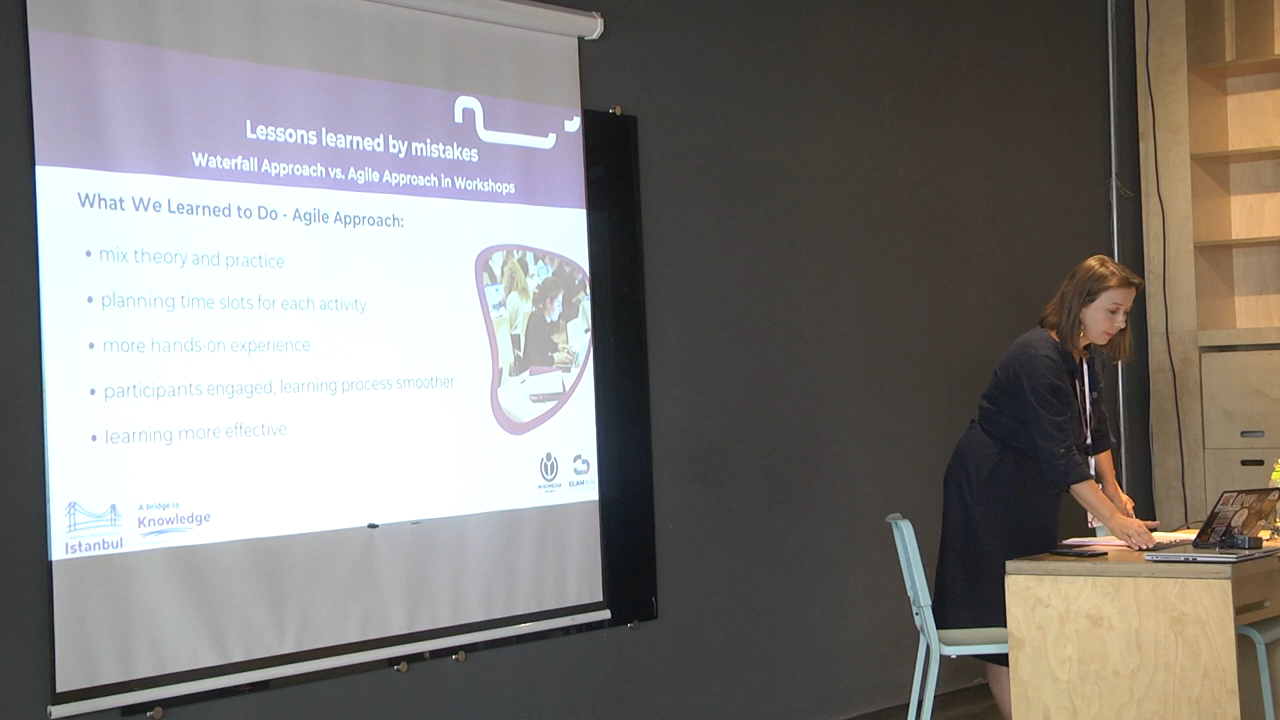 Lessons learned by mistakes
Waterfall Approach vs. Agile Approach in Workshops
What We Learned to Do - Agile Approach:
• mix theory and practice
• planning time slots for each activity
• more hands-on experience
• participants engaged, learning process smoother
• learning more effective
WIKIMEDIA
GLAM
A bridge to
Knowledge
Istanbul